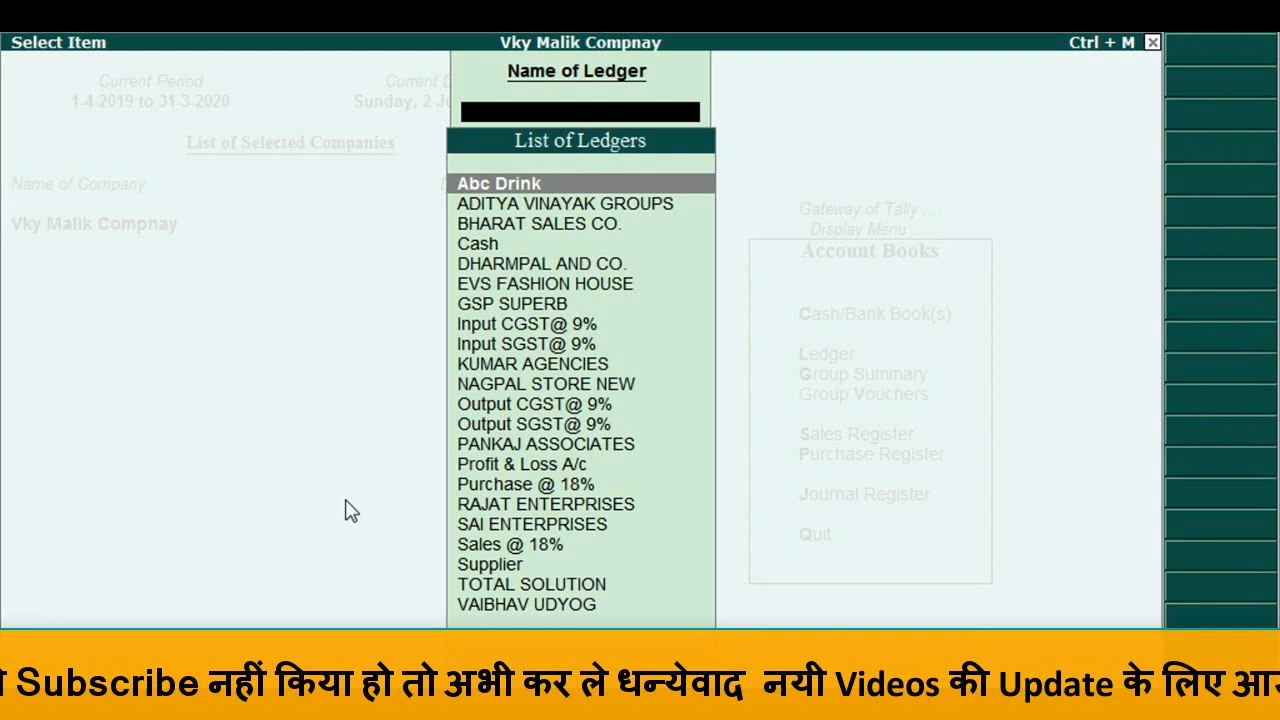 Select Item
Vky Malik Compnay
Ctrl + M
Name of Ledger
Current Period
1-4-2019 to 31-3-2020
Current
Sunday, 2
List of Selected Companies
Name of Company
Vky Malik Compnay
List of Ledgers
Abc Drink
ADITYA VINAYAK GROUPS
BHARAT SALES CO.
Cash
DHARMPAL AND CO.
EVS FASHION HOUSE
GSP SUPERB
Input CGST@ 9%
Input SGST@ 9%
KUMAR AGENCIES
NAGPAL STORE NEW
Output CGST@ 9%
Output SGST@ 9%
PANKAJ ASSOCIATES
Profit & Loss A/c
Purchase @ 18%
RAJAT ENTERPRISES
SAI ENTERPRISES
Sales @ 18%
Supplier
TOTAL SOLUTION
VAIBHAV UDYOG
Gateway of Tally ....
Display Menu ......
Account Books
Cash/Bank Book(s)
Ledger
Group Summary
Group Vouchers
Sales Register
Purchase Register
Journal Register
Quit
Subscribe नहीं किया हो तो अभी कर ले धन्येवाद नयी Videos की Update के लिए